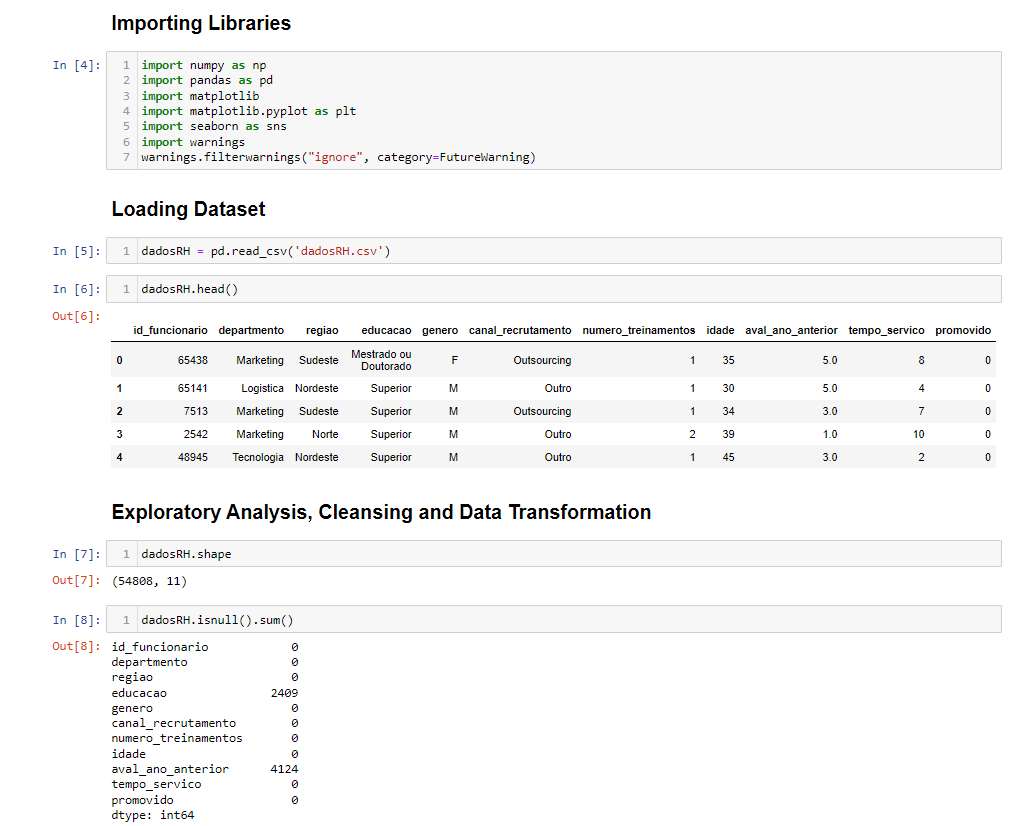 Importing Libraries
In [4]:
1 import numpy as np
2 import pandas as pd
3 import matplotlib
4 import matplotlib.pyplot as plt
5 import seaborn as sns
6 import warnings
7 warnings.filterwarnings("ignore", category=FutureWarning)
Loading Dataset
In [5]: 1 dadosRH = pd.read_csv('dadosRH.csv')
In [6]: 1 dadosRH.head()
Out[6]:
id_funcionario departmento regiao educacao genero canal_recrutamento numero_treinamentos idade aval_ano_anterior tempo_servico promovido
0 65438 Marketing Sudeste Mestrado ou Doutorado F Outsourcing 1 35 5.0 8 0
1 65141 Logistica Nordeste Superior M Outro 1 30 5.0 4 0
2 7513 Marketing Sudeste Superior M Outsourcing 1 34 3.0 7 0
3 2542 Marketing Norte Superior M Outro 2 39 1.0 10 0
4 48945 Tecnologia Nordeste Superior M Outro 1 45 3.0 2 0
Exploratory Analysis, Cleansing and Data Transformation
In [7]: 1 dadosRH.shape
Out[7]: (54808, 11)
In [8]: 1 dadosRH.isnull().sum()
Out[8]: id_funcionario 0
departmento 0
regiao 0
educacao 2409
genero 0
canal_recrutamento 0
numero_treinamentos 0
idade 0
aval_ano_anterior 4124
tempo_servico 0
promovido 0
dtype: int64